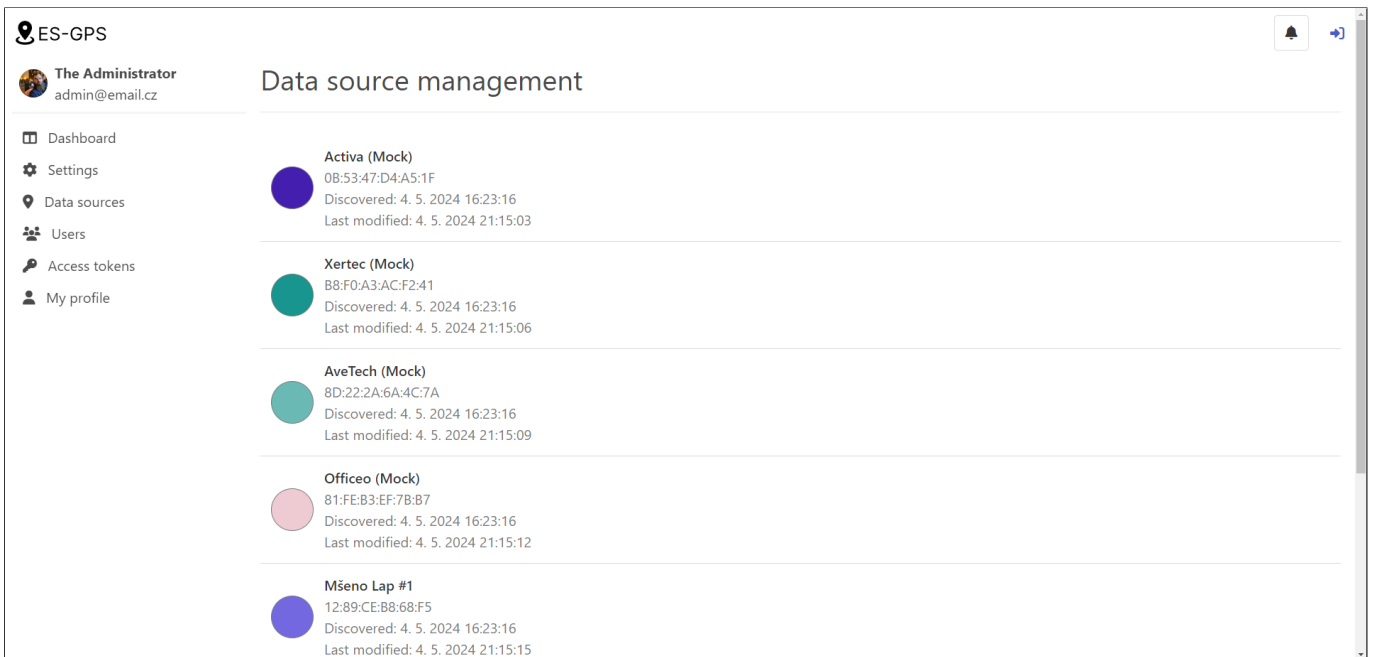 ES-GPS
The Administrator
admin@email.cz
Dashboard
Settings
Data sources
Users
Access tokens
My profile
Data source management
Activa (Mock)
0B:53:47:D4:A5:1F
Discovered: 4. 5. 2024 16:23:16
Last modified: 4. 5. 2024 21:15:03
Xertec (Mock)
B8:F0:A3:AC:F2:41
Discovered: 4. 5. 2024 16:23:16
Last modified: 4. 5. 2024 21:15:06
AveTech (Mock)
8D:22:2A:6A:4C:7A
Discovered: 4. 5. 2024 16:23:16
Last modified: 4. 5. 2024 21:15:09
Officeo (Mock)
81:FE:B3:EF:7B:B7
Discovered: 4. 5. 2024 16:23:16
Last modified: 4. 5. 2024 21:15:12
Mšeno Lap #1
12:89:CE:B8:68:F5
Discovered: 4. 5. 2024 16:23:16
Last modified: 4. 5. 2024 21:15:15